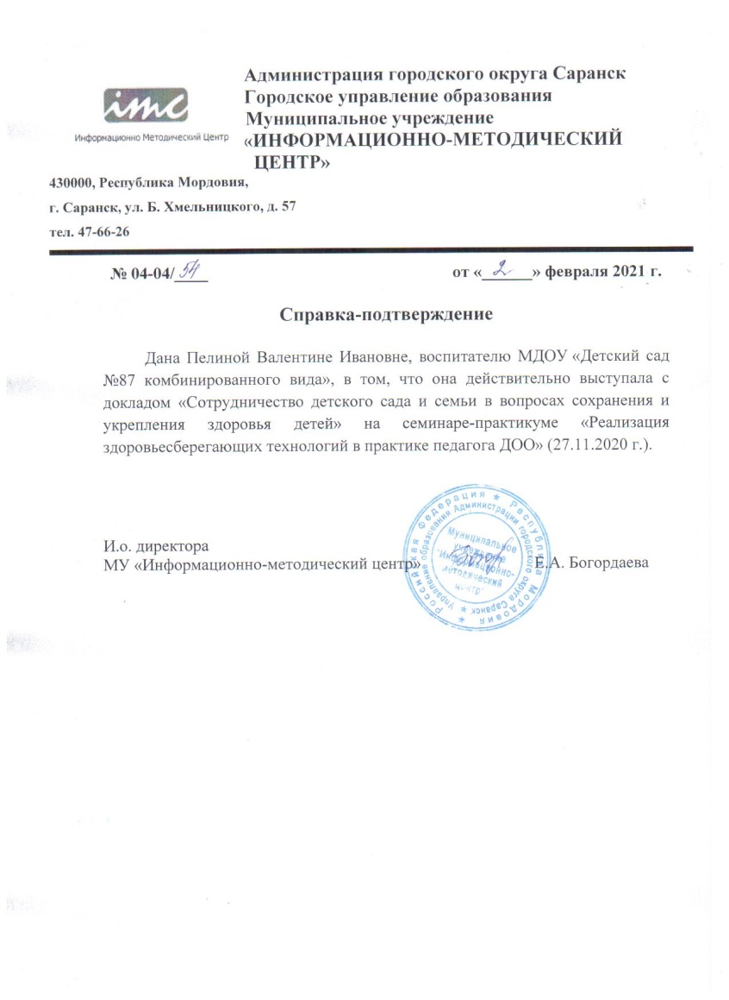 Администрация городского округа Саранск
Городское управление образования
Муниципальное учреждение
«ИНФОРМАЦИОННО-МЕТОДИЧЕСКИЙ
ЦЕНТР»
imc
Информационно Методический Центр
430000, Республика Мордовия,
г. Саранск, ул. Б. Хмельницкого, д. 57
тел. 47-66-26
№ 04-04/54 от «2» февраля 2021 г.
Справка-подтверждение
Дана Пелиной Валентине Ивановне, воспитателю МДОУ «Детский сад
№87 комбинированного вида», в том, что она действительно выступала с
докладом «Сотрудничество детского сада и семьи в вопросах сохранения и
укрепления здоровья детей» на семинаре-практикуме «Реализация
здоровьесберегающих технологий в практике педагога ДОО» (27.11.2020 г.).
И.о. директора
МУ «Информационно-методический центр» Е.А. Богордаева
Российская Федерация ★ Республика Мордовия ★
Управление образования Администрации городского округа Саранск ★
Муниципальное
учреждение
"Информационно-
методический
центр"